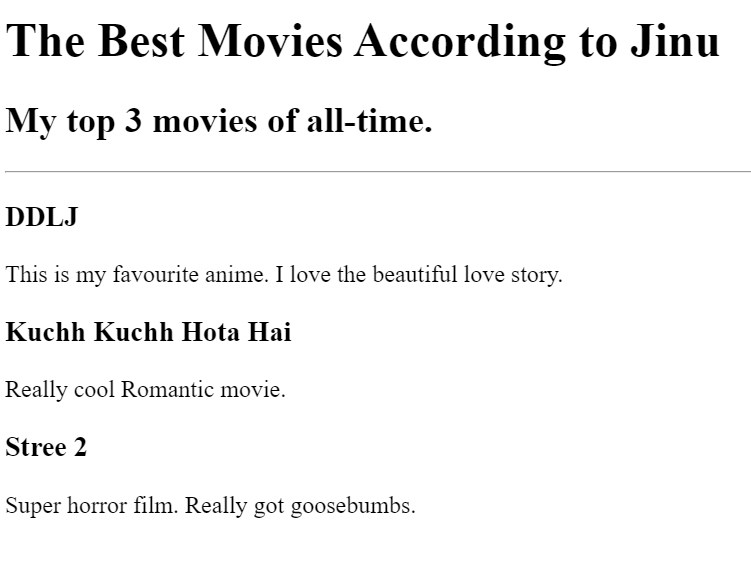 The Best Movies According to Jinu
My top 3 movies of all-time.
DDLJ
This is my favourite anime. I love the beautiful love story.
Kuchh Kuchh Hota Hai
Really cool Romantic movie.
Stree 2
Super horror film. Really got goosebumbs.